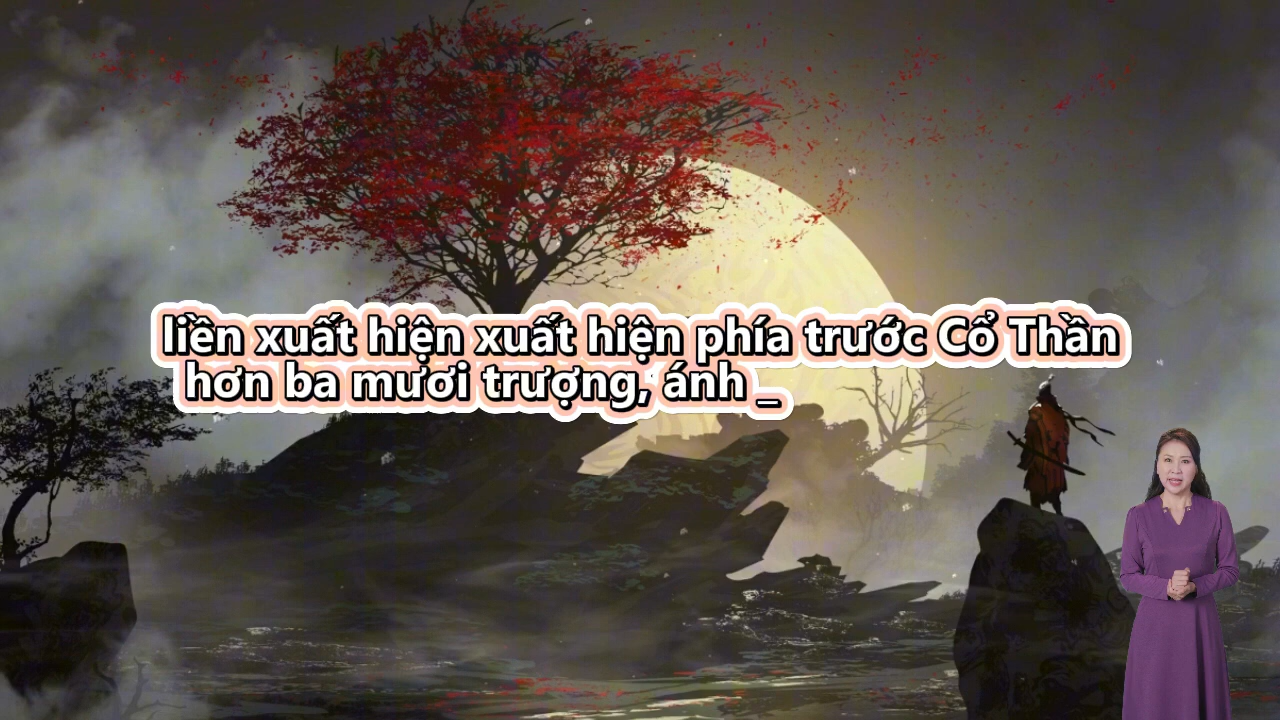 liền xuất hiện xuất hiện phía trước Cổ Thần
hơn ba mươi trượng, ánh _